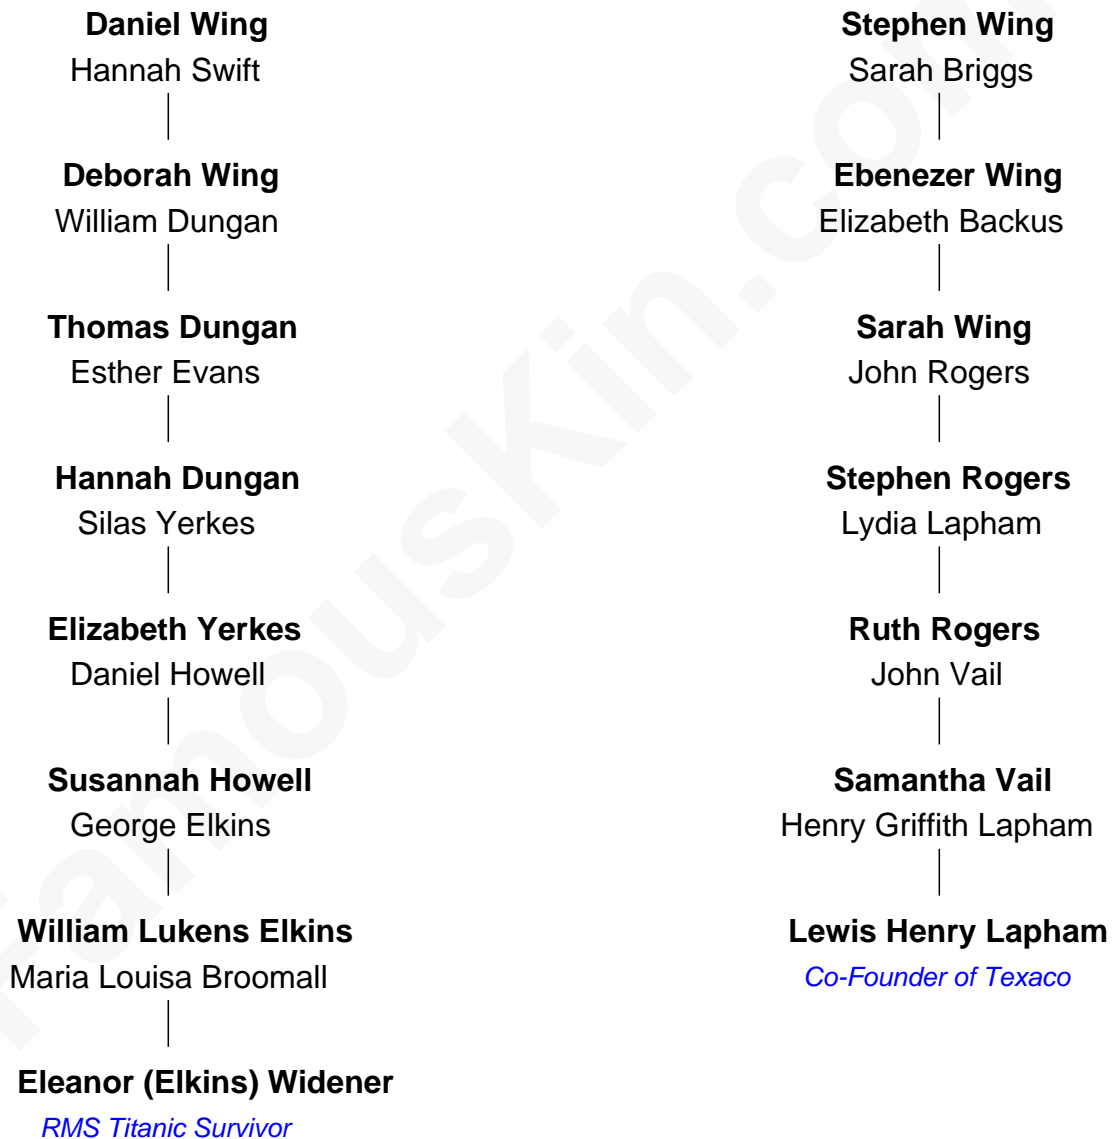 Daniel Wing
Hannah Swift
Deborah Wing
William Dungan
Thomas Dungan
Esther Evans
Hannah Dungan
Silas Yerkes
Elizabeth Yerkes
Daniel Howell
Susannah Howell
George Elkins
William Lukens Elkins
Maria Louisa Broomall
Eleanor (Elkins) Widener
RMS Titanic Survivor
Stephen Wing
Sarah Briggs
Ebenezer Wing
Elizabeth Backus
Sarah Wing
John Rogers
Stephen Rogers
Lydia Lapham
Ruth Rogers
John Vail
Samantha Vail
Henry Griffith Lapham
Lewis Henry Lapham
Co-Founder of Texaco
FamousKin.com